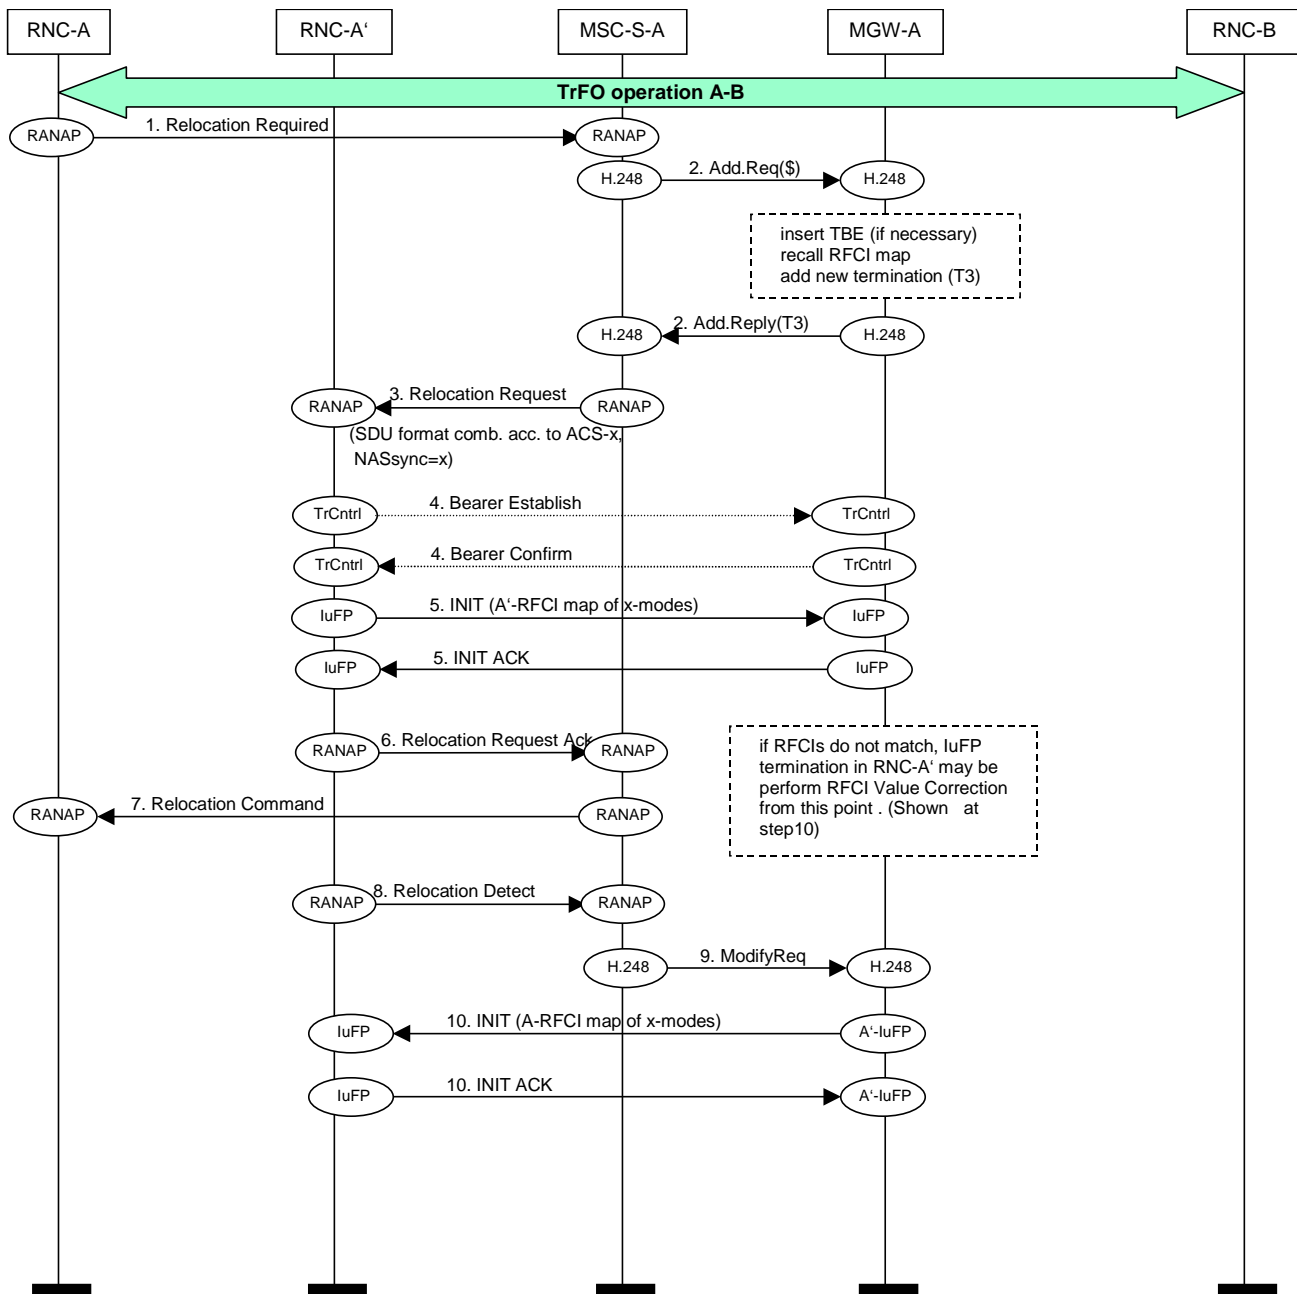 RNC-A
RNC-A‘
MSC-S-A
MGW-A
RNC-B
TrFO operation A-B
1. Relocation Required
RANAP
RANAP
2. Add.Req($)
H.248
H.248
insert TBE (if necessary)
recall RFCI map
add new termination (T3)
2. Add.Reply(T3)
H.248
H.248
3. Relocation Request
RANAP
RANAP
(SDU format comb. acc. to ACS-x,
NASsync=x)
4. Bearer Establish
TrCntrl
TrCntrl
4. Bearer Confirm
TrCntrl
TrCntrl
5. INIT (A‘-RFCI map of x-modes)
IuFP
IuFP
5. INIT ACK
IuFP
IuFP
6. Relocation Request Ack
RANAP
RANAP
if RFCIs do not match, IuFP
termination in RNC-A‘ may be
perform RFCI Value Correction
from this point . (Shown at
step10)
7. Relocation Command
RANAP
RANAP
8. Relocation Detect
RANAP
RANAP
9. ModifyReq
H.248
H.248
10. INIT (A-RFCI map of x-modes)
IuFP
A‘-IuFP
10. INIT ACK
IuFP
A‘-IuFP